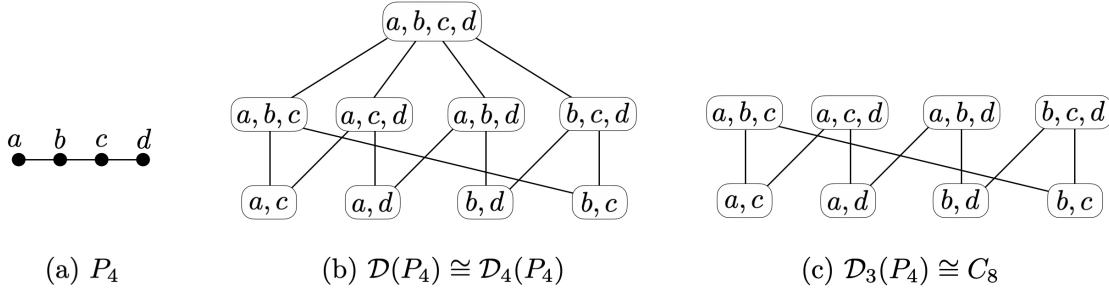 a, b, c, d
a, b, c a, c, d a, b, d b, c, d
a, b, c a, c, d a, b, d b, c, d
a b c d
a, c a, d b, d b, c
a, c a, d b, d b, c
(a) P₄ (b) 𝒟(P₄) ≅ 𝒟₄(P₄) (c) 𝒟₃(P₄) ≅ C₈